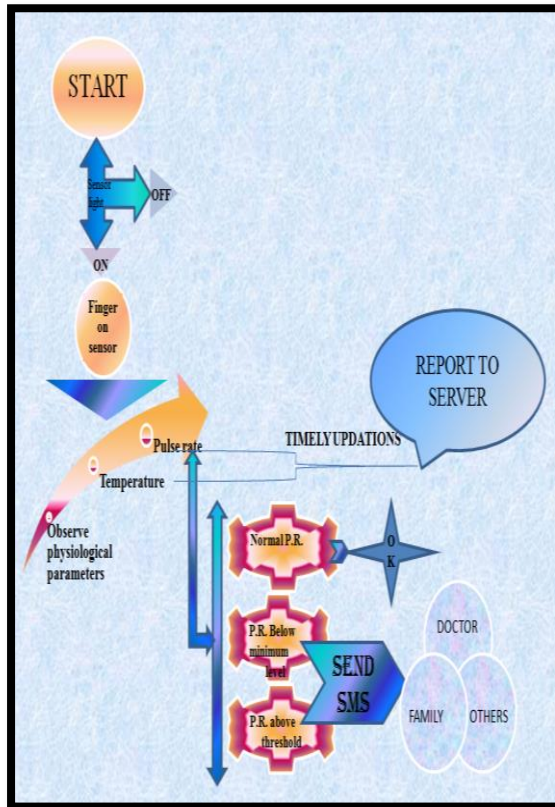 START
Sensor
light
OFF
ON
Finger
on
sensor
REPORT TO
SERVER
TIMELY UPDATIONS
Pulse rate
Temperature
Observe
physiological
parameters
Normal P.R.
O
K
P.R. Below
minimum
level
SEND
SMS
P.R. above
threshold
DOCTOR
FAMILY
OTHERS